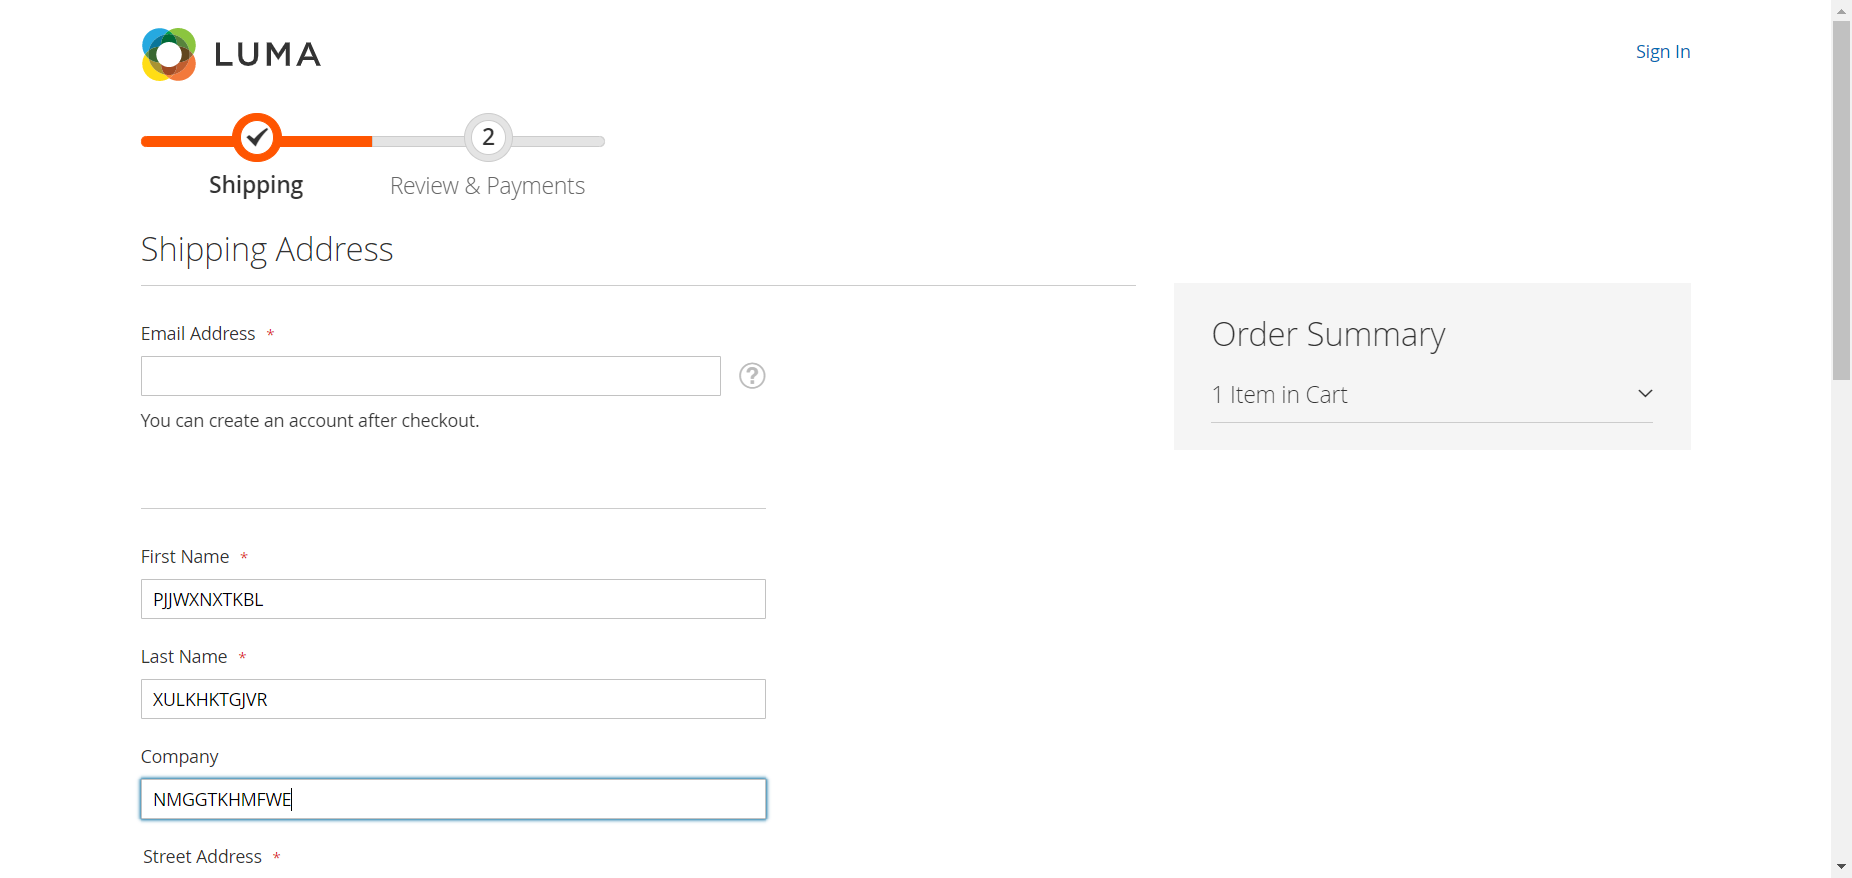 LUMA
Sign In
2
Shipping
Review & Payments
Shipping Address
Email Address *
?
You can create an account after checkout.
Order Summary
1 Item in Cart
First Name *
PJJWXNXTKBL
Last Name *
XULKHKTGJVR
Company
NMGGTKHMFWE
Street Address *